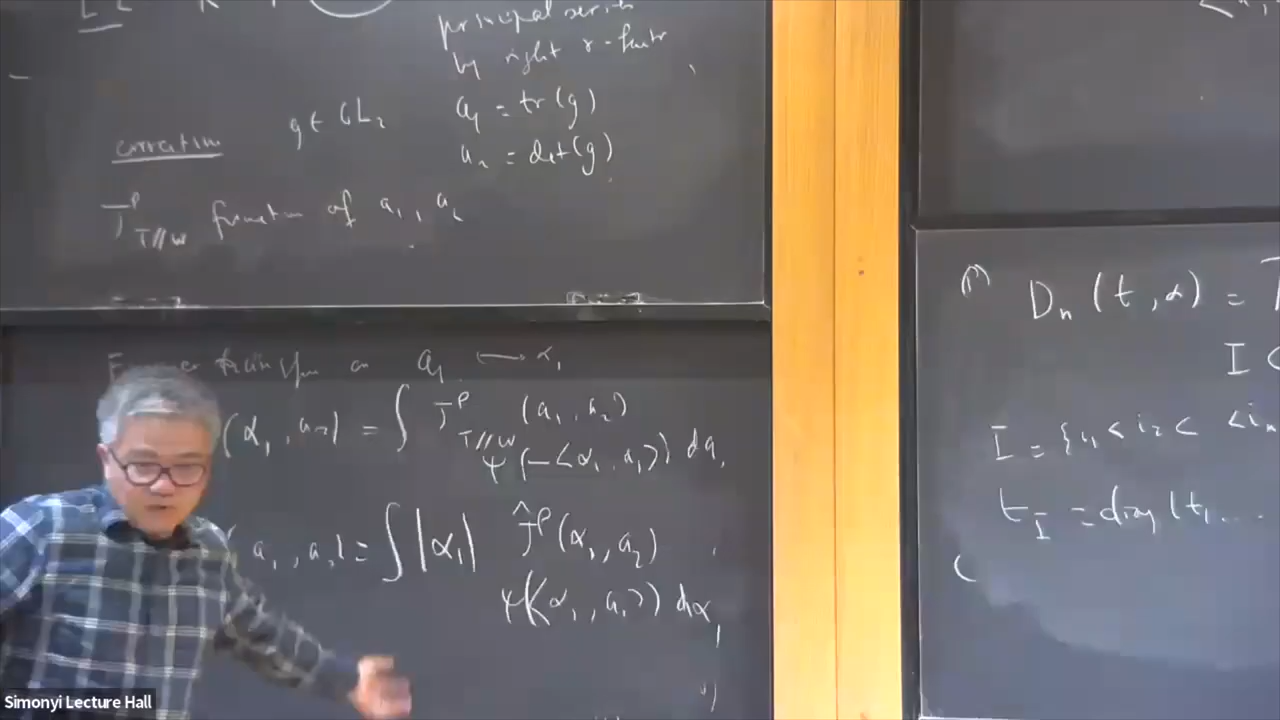 principal series
by right γ-factor
correction g ∈ GL₂ a₁ = tr(g)
a₂ = det(g)
J^ρ_{T//W} function of a₁, a₂
Fourier transform on a₁ ⟷ α₁
(α₁, a₂) = ∫ J^ρ_{T//W} (a₁, a₂)
ψ(-<α₁, a₁>) da₁
(a₁, a₂) = ∫ |α₁| Ĵ^ρ(α₁, a₂)
ψ(<α₁, a₁>) dα₁
D_n (t, α) =
I
I = {i₁ < i₂ < < i_n
t_I = diag(t₁...
Simonyi Lecture Hall